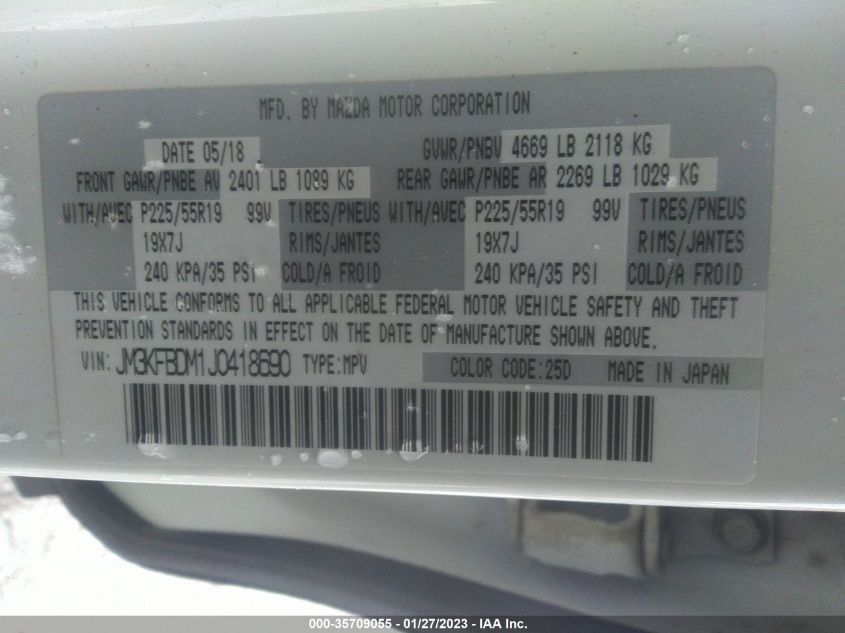 MFD. BY MAZDA MOTOR CORPORATION
DATE 05/18 GVWR/PNBV 4669 LB 2118 KG
FRONT GAWR/PNBE AV 2401 LB 1089 KG REAR GAWR/PNBE AR 2269 LB 1029 KG
WITH/AVEC P225/55R19 99V TIRES/PNEUS WITH/AVEC P225/55R19 99V TIRES/PNEUS
19X7J RIMS/JANTES 19X7J RIMS/JANTES
240 KPA/35 PSI COLD/A FROID 240 KPA/35 PSI COLD/A FROID
THIS VEHICLE CONFORMS TO ALL APPLICABLE FEDERAL MOTOR VEHICLE SAFETY AND THEFT
PREVENTION STANDARDS IN EFFECT ON THE DATE OF MANUFACTURE SHOWN ABOVE.
VIN: JM3KFBDM1J0418690 TYPE:MPV COLOR CODE:25D MADE IN JAPAN
000-35709055 - 01/27/2023 - IAA Inc.